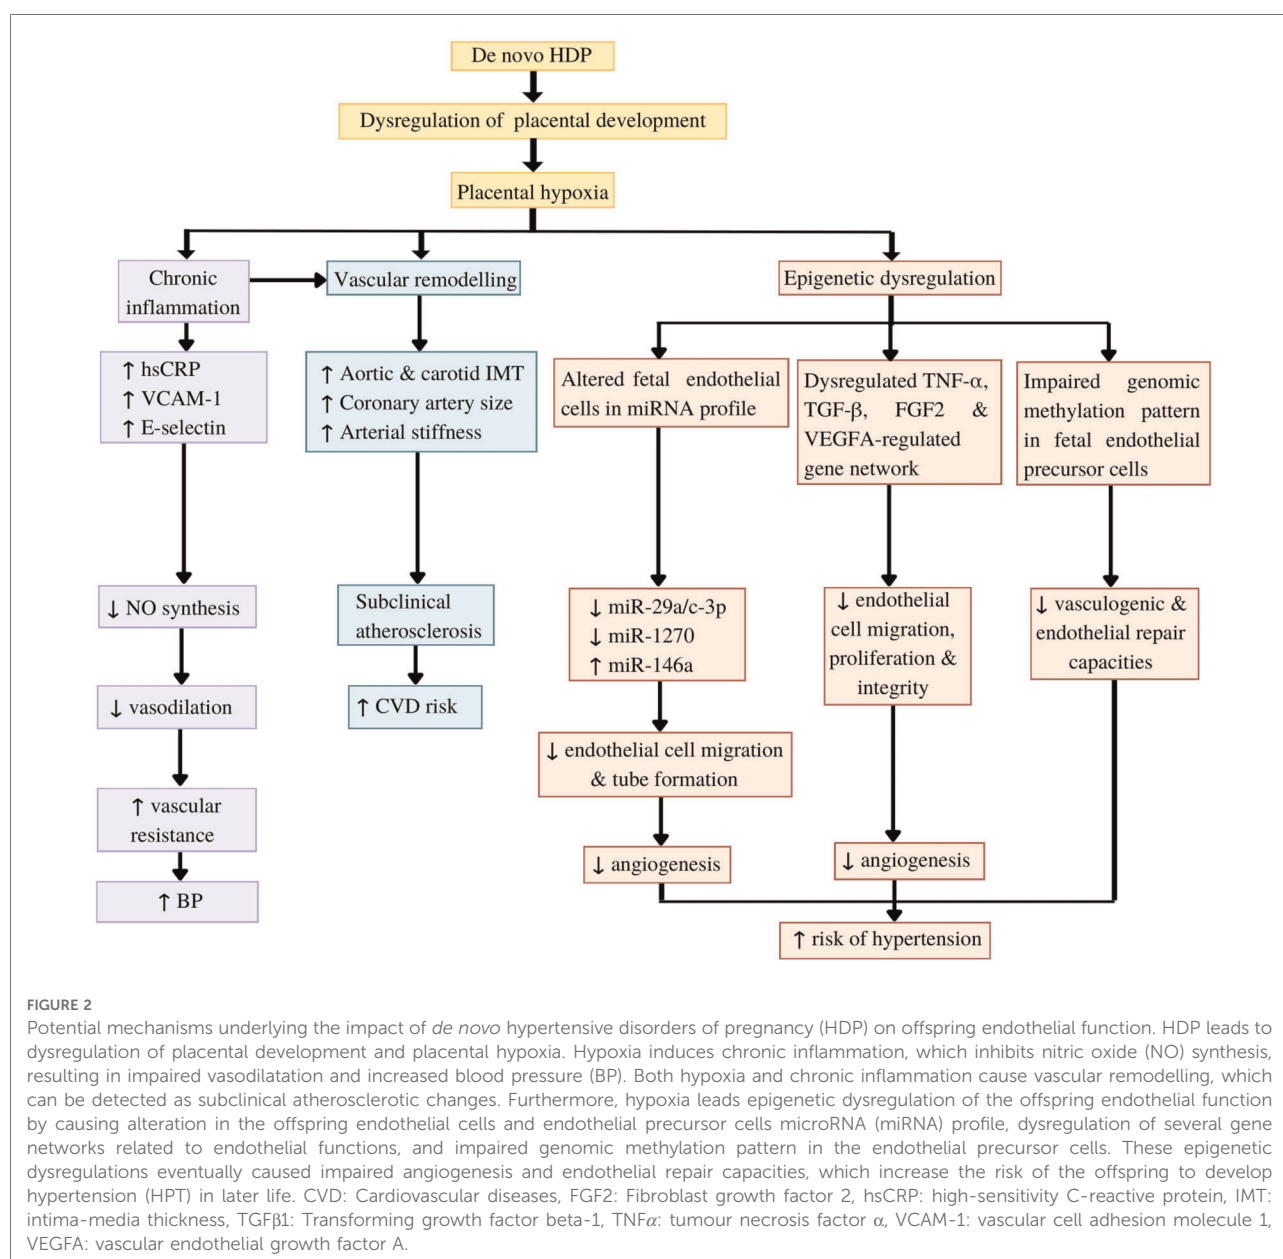 De novo HDP
Dysregulation of placental development
Placental hypoxia
Chronic
inflammation
Vascular remodelling
Epigenetic dysregulation
↑ hsCRP
↑ VCAM-1
↑ E-selectin
↑ Aortic & carotid IMT
↑ Coronary artery size
↑ Arterial stiffness
Altered fetal endothelial
cells in miRNA profile
Dysregulated TNF-α,
TGF-β, FGF2 &
VEGFA-regulated
gene network
Impaired genomic
methylation pattern
in fetal endothelial
precursor cells
↓ NO synthesis
Subclinical
atherosclerosis
↓ miR-29a/c-3p
↓ miR-1270
↑ miR-146a
↓ endothelial
cell migration,
proliferation &
integrity
↓ vasculogenic &
endothelial repair
capacities
↓ vasodilation
↑ CVD risk
↓ endothelial cell migration
& tube formation
↑ vascular
resistance
↓ angiogenesis
↓ angiogenesis
↑ BP
↑ risk of hypertension
FIGURE 2
Potential mechanisms underlying the impact of de novo hypertensive disorders of pregnancy (HDP) on offspring endothelial function. HDP leads to
dysregulation of placental development and placental hypoxia. Hypoxia induces chronic inflammation, which inhibits nitric oxide (NO) synthesis,
resulting in impaired vasodilatation and increased blood pressure (BP). Both hypoxia and chronic inflammation cause vascular remodelling, which
can be detected as subclinical atherosclerotic changes. Furthermore, hypoxia leads epigenetic dysregulation of the offspring endothelial function
by causing alteration in the offspring endothelial cells and endothelial precursor cells microRNA (miRNA) profile, dysregulation of several gene
networks related to endothelial functions, and impaired genomic methylation pattern in the endothelial precursor cells. These epigenetic
dysregulations eventually caused impaired angiogenesis and endothelial repair capacities, which increase the risk of the offspring to develop
hypertension (HPT) in later life. CVD: Cardiovascular diseases, FGF2: Fibroblast growth factor 2, hsCRP: high-sensitivity C-reactive protein, IMT:
intima-media thickness, TGFβ1: Transforming growth factor beta-1, TNFα: tumour necrosis factor α, VCAM-1: vascular cell adhesion molecule 1,
VEGFA: vascular endothelial growth factor A.